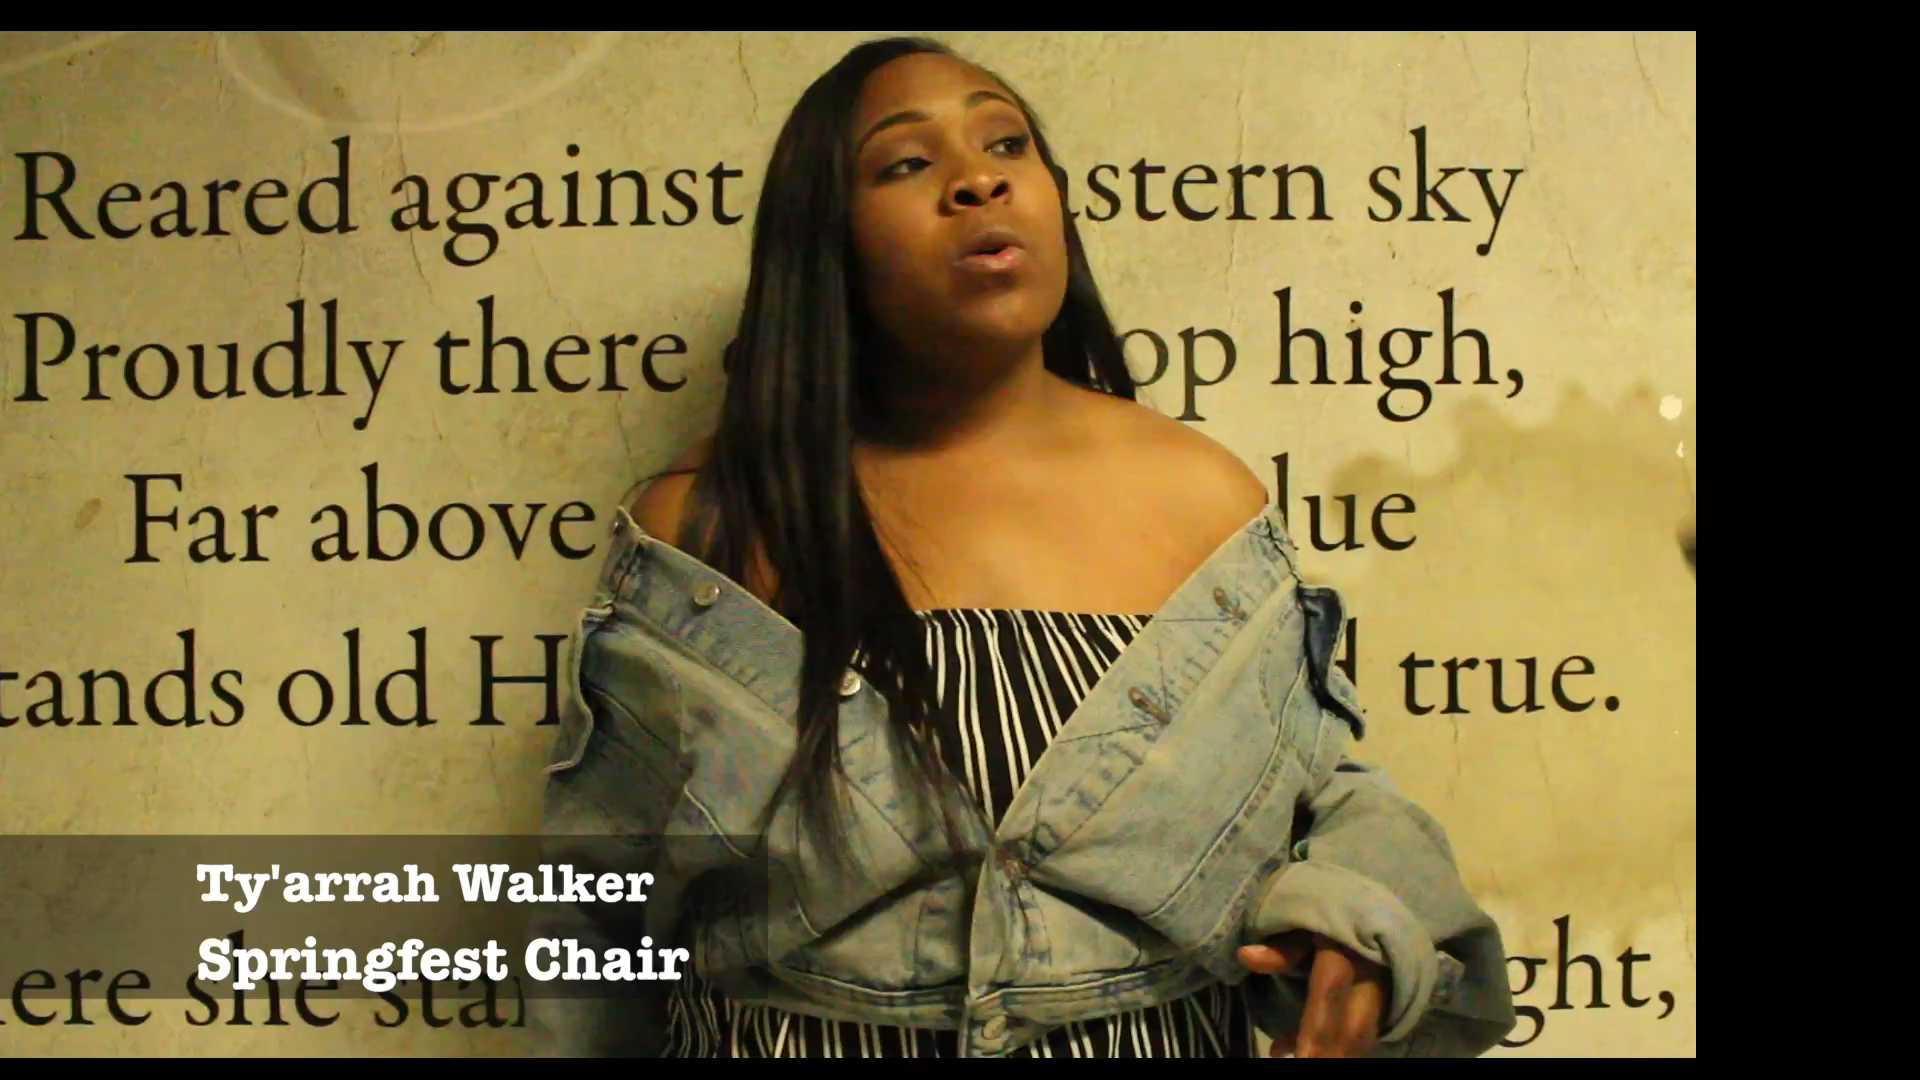 Reared against astern sky
Proudly there op high,
Far above lue
tands old H d true.
Ty'arrah Walker
Springfest Chair
ere she stan ght,